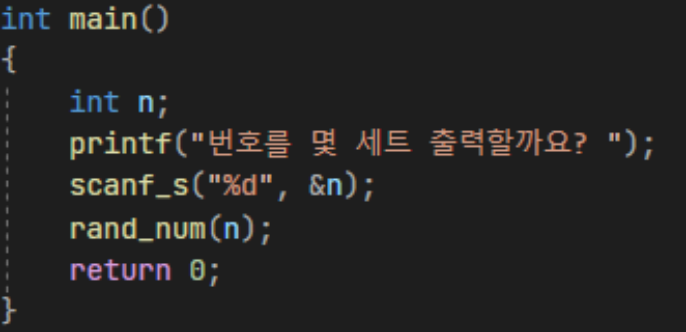 int main()
{
int n;
printf("번호를 몇 세트 출력할까요? ");
scanf_s("%d", &n);
rand_num(n);
return 0;
}